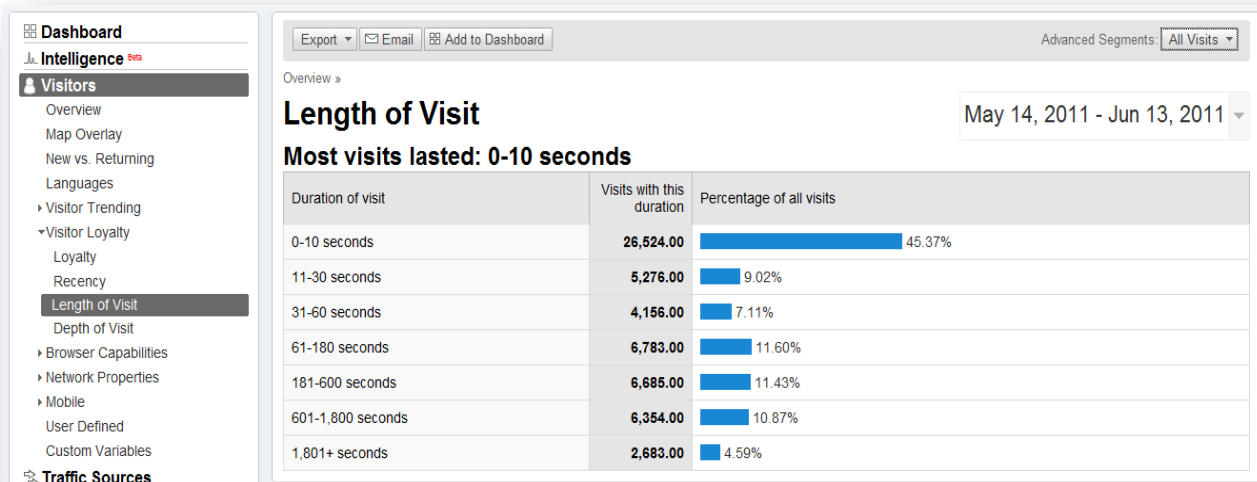 Dashboard
Intelligence Beta
Visitors
Overview
Map Overlay
New vs. Returning
Languages
Visitor Trending
Visitor Loyalty
Loyalty
Recency
Length of Visit
Depth of Visit
Browser Capabilities
Network Properties
Mobile
User Defined
Custom Variables
Traffic Sources
Export Email Add to Dashboard Advanced Segments: All Visits
Overview »
Length of Visit
May 14, 2011 - Jun 13, 2011
Most visits lasted: 0-10 seconds
Duration of visit Visits with this duration Percentage of all visits
0-10 seconds 26,524.00 45.37%
11-30 seconds 5,276.00 9.02%
31-60 seconds 4,156.00 7.11%
61-180 seconds 6,783.00 11.60%
181-600 seconds 6,685.00 11.43%
601-1,800 seconds 6,354.00 10.87%
1,801+ seconds 2,683.00 4.59%